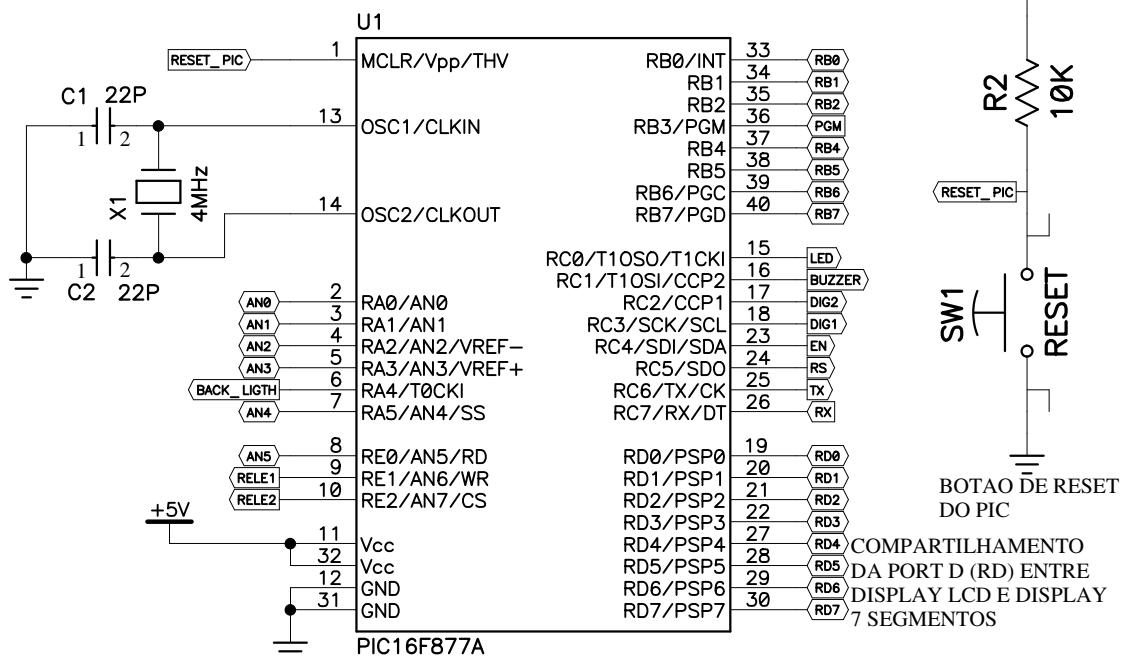 U1
RESET_PIC 1 MCLR/Vpp/THV RB0/INT 33 RB0
RB1 34 RB1
C1 22P
RB2 35 RB2
1 2 13 OSC1/CLKIN RB3/PGM 36 PGM
RB4 37 RB4
RB5 38 RB5
X1 4MHz
RB6/PGC 39 RB6
14 OSC2/CLKOUT RB7/PGD 40 RB7
1 2
C2 22P
RC0/T1OSO/T1CKI 15 LED
RC1/T1OSI/CCP2 16 BUZZER
AN0 2 RA0/AN0 RC2/CCP1 17 DIG2
AN1 3 RA1/AN1 RC3/SCK/SCL 18 DIG1
AN2 4 RA2/AN2/VREF- RC4/SDI/SDA 23 EN
AN3 5 RA3/AN3/VREF+ RC5/SDO 24 RS
BACK_LIGTH 6 RA4/T0CKI RC6/TX/CK 25 TX
AN4 7 RA5/AN4/SS RC7/RX/DT 26 RX
AN5 8 RE0/AN5/RD RD0/PSP0 19 RD0
RELE1 9 RE1/AN6/WR RD1/PSP1 20 RD1
RELE2 10 RE2/AN7/CS RD2/PSP2 21 RD2
RD3/PSP3 22 RD3
+5V
11 Vcc RD4/PSP4 27 RD4
32 Vcc RD5/PSP5 28 RD5
12 GND RD6/PSP6 29 RD6
31 GND RD7/PSP7 30 RD7
PIC16F877A
R2
10K
RESET_PIC
SW1
RESET
BOTAO DE RESET
DO PIC
COMPARTILHAMENTO
DA PORT D (RD) ENTRE
DISPLAY LCD E DISPLAY
7 SEGMENTOS